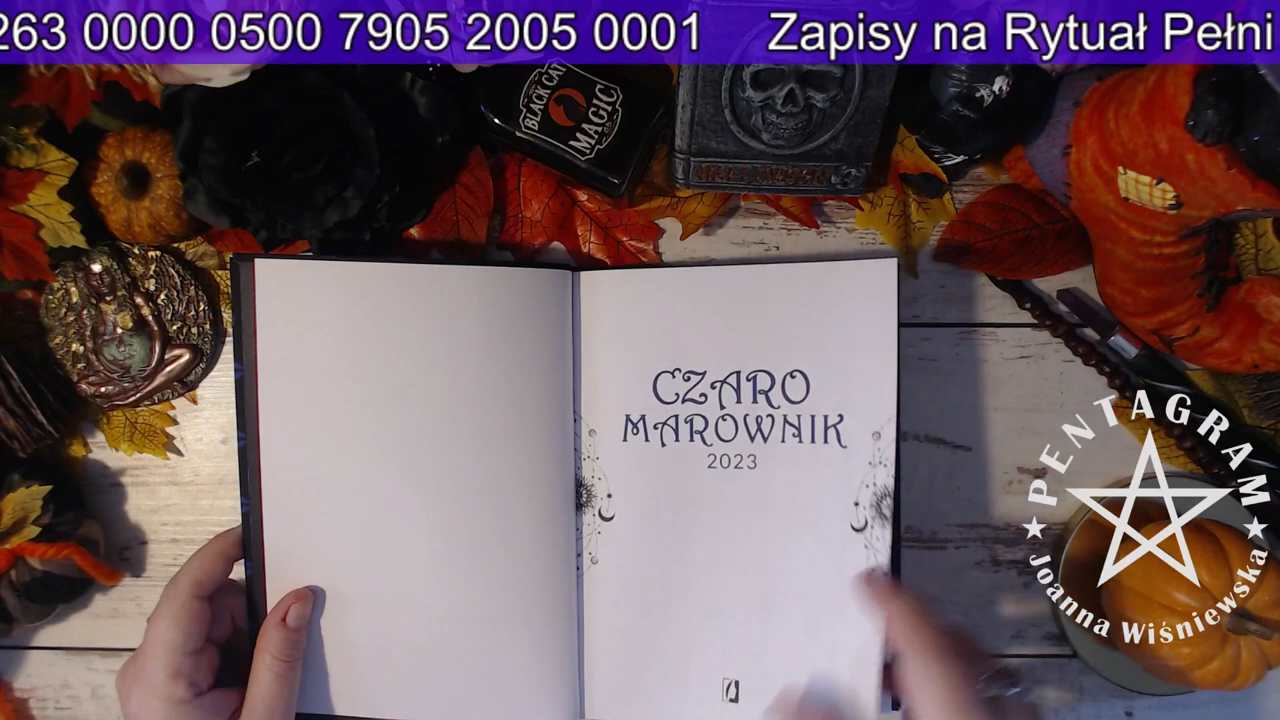 263 0000 0500 7905 2005 0001 Zapisy na Rytuał Pełni
BLACK CAT
MAGIC
CZARO
MAROWNIK
2023
PENTAGRAM
Joanna Wiśniewska